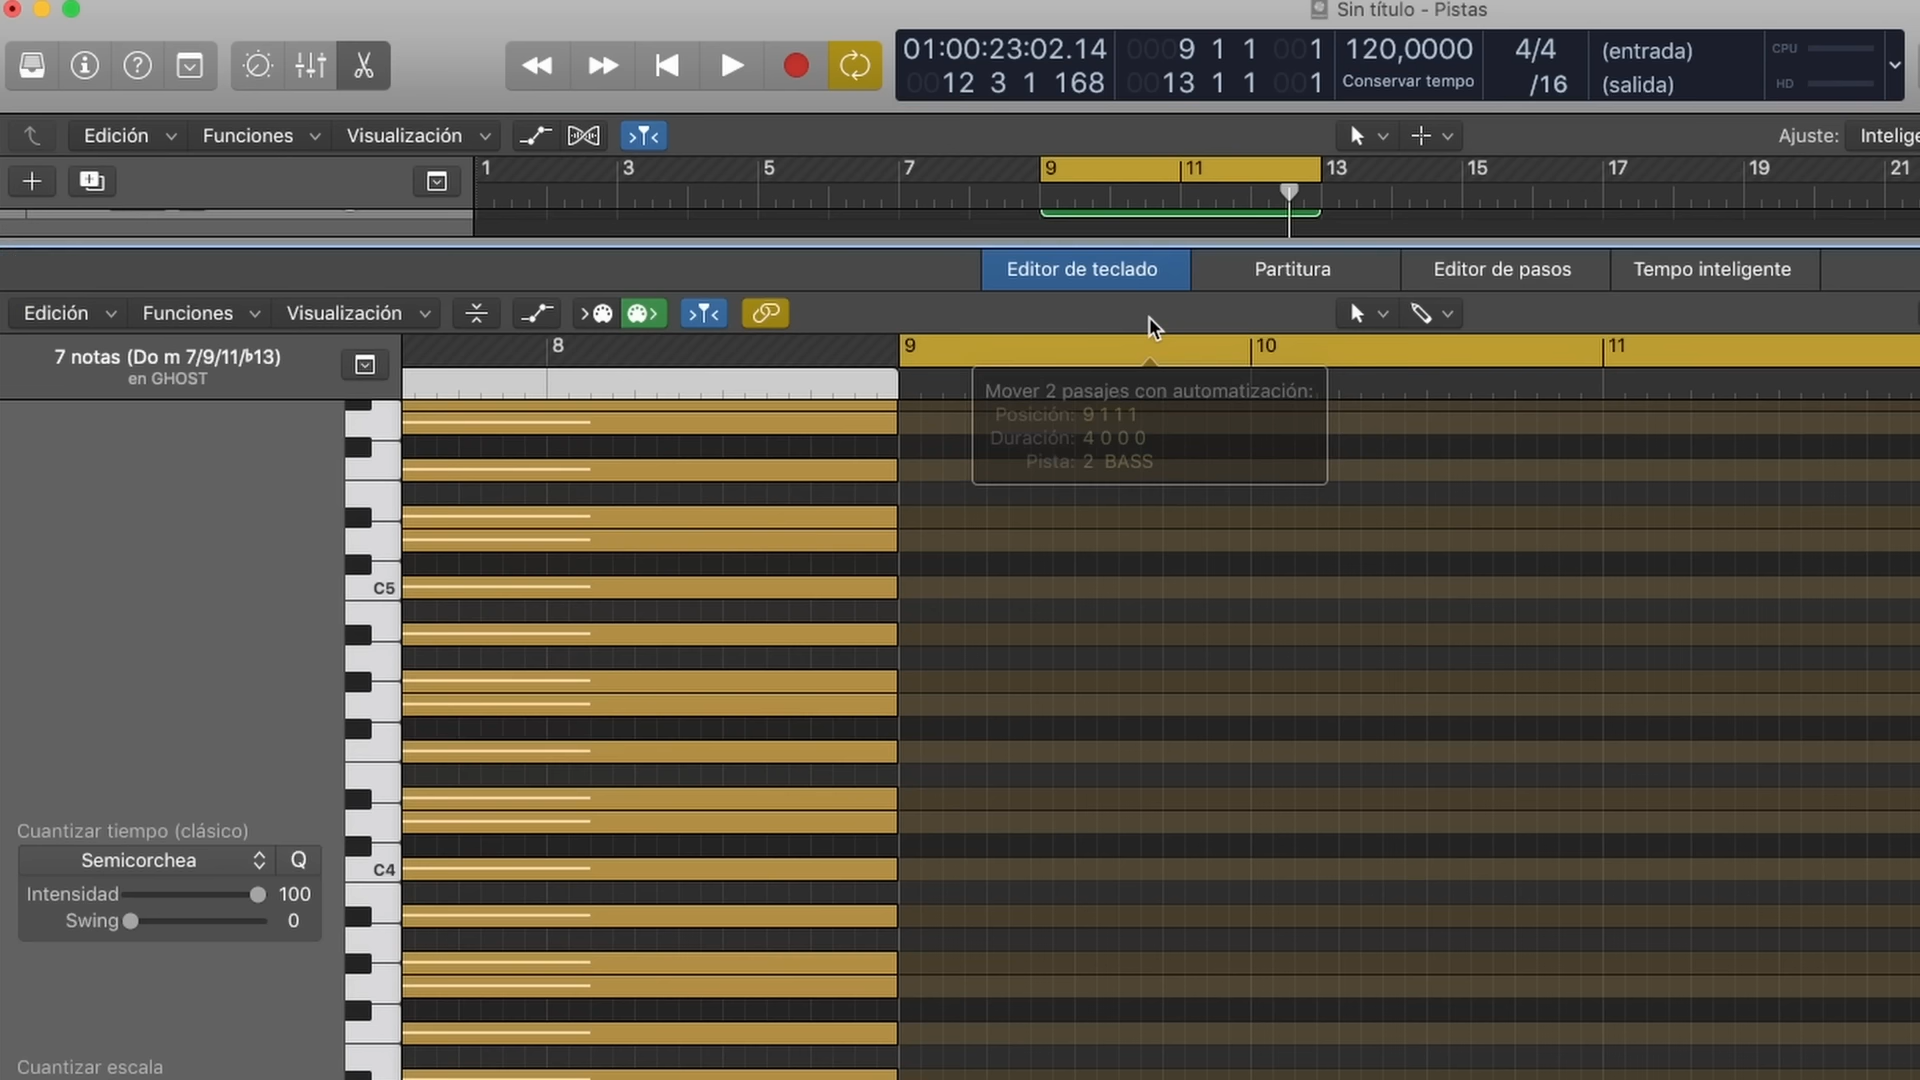 Sin título - Pistas
01:00:23:02.14
0012 3 1 168
0009 1 1 001
0013 1 1 001
120,0000
Conservar tempo
4/4
/16
(entrada)
(salida)
CPU
HD
Edición
Funciones
Visualización
Ajuste:
Intelige
1
3
5
7
9
11
13
15
17
19
21
Editor de teclado
Partitura
Editor de pasos
Tempo inteligente
Edición
Funciones
Visualización
7 notas (Do m 7/9/11/♭13)
en GHOST
8
9
10
11
Mover 2 pasajes con automatización:
Posición: 9 1 1 1
Duración: 4 0 0 0
Pista: 2 BASS
C5
Cuantizar tiempo (clásico)
Semicorchea
Q
C4
Intensidad
100
Swing
0
Cuantizar escala